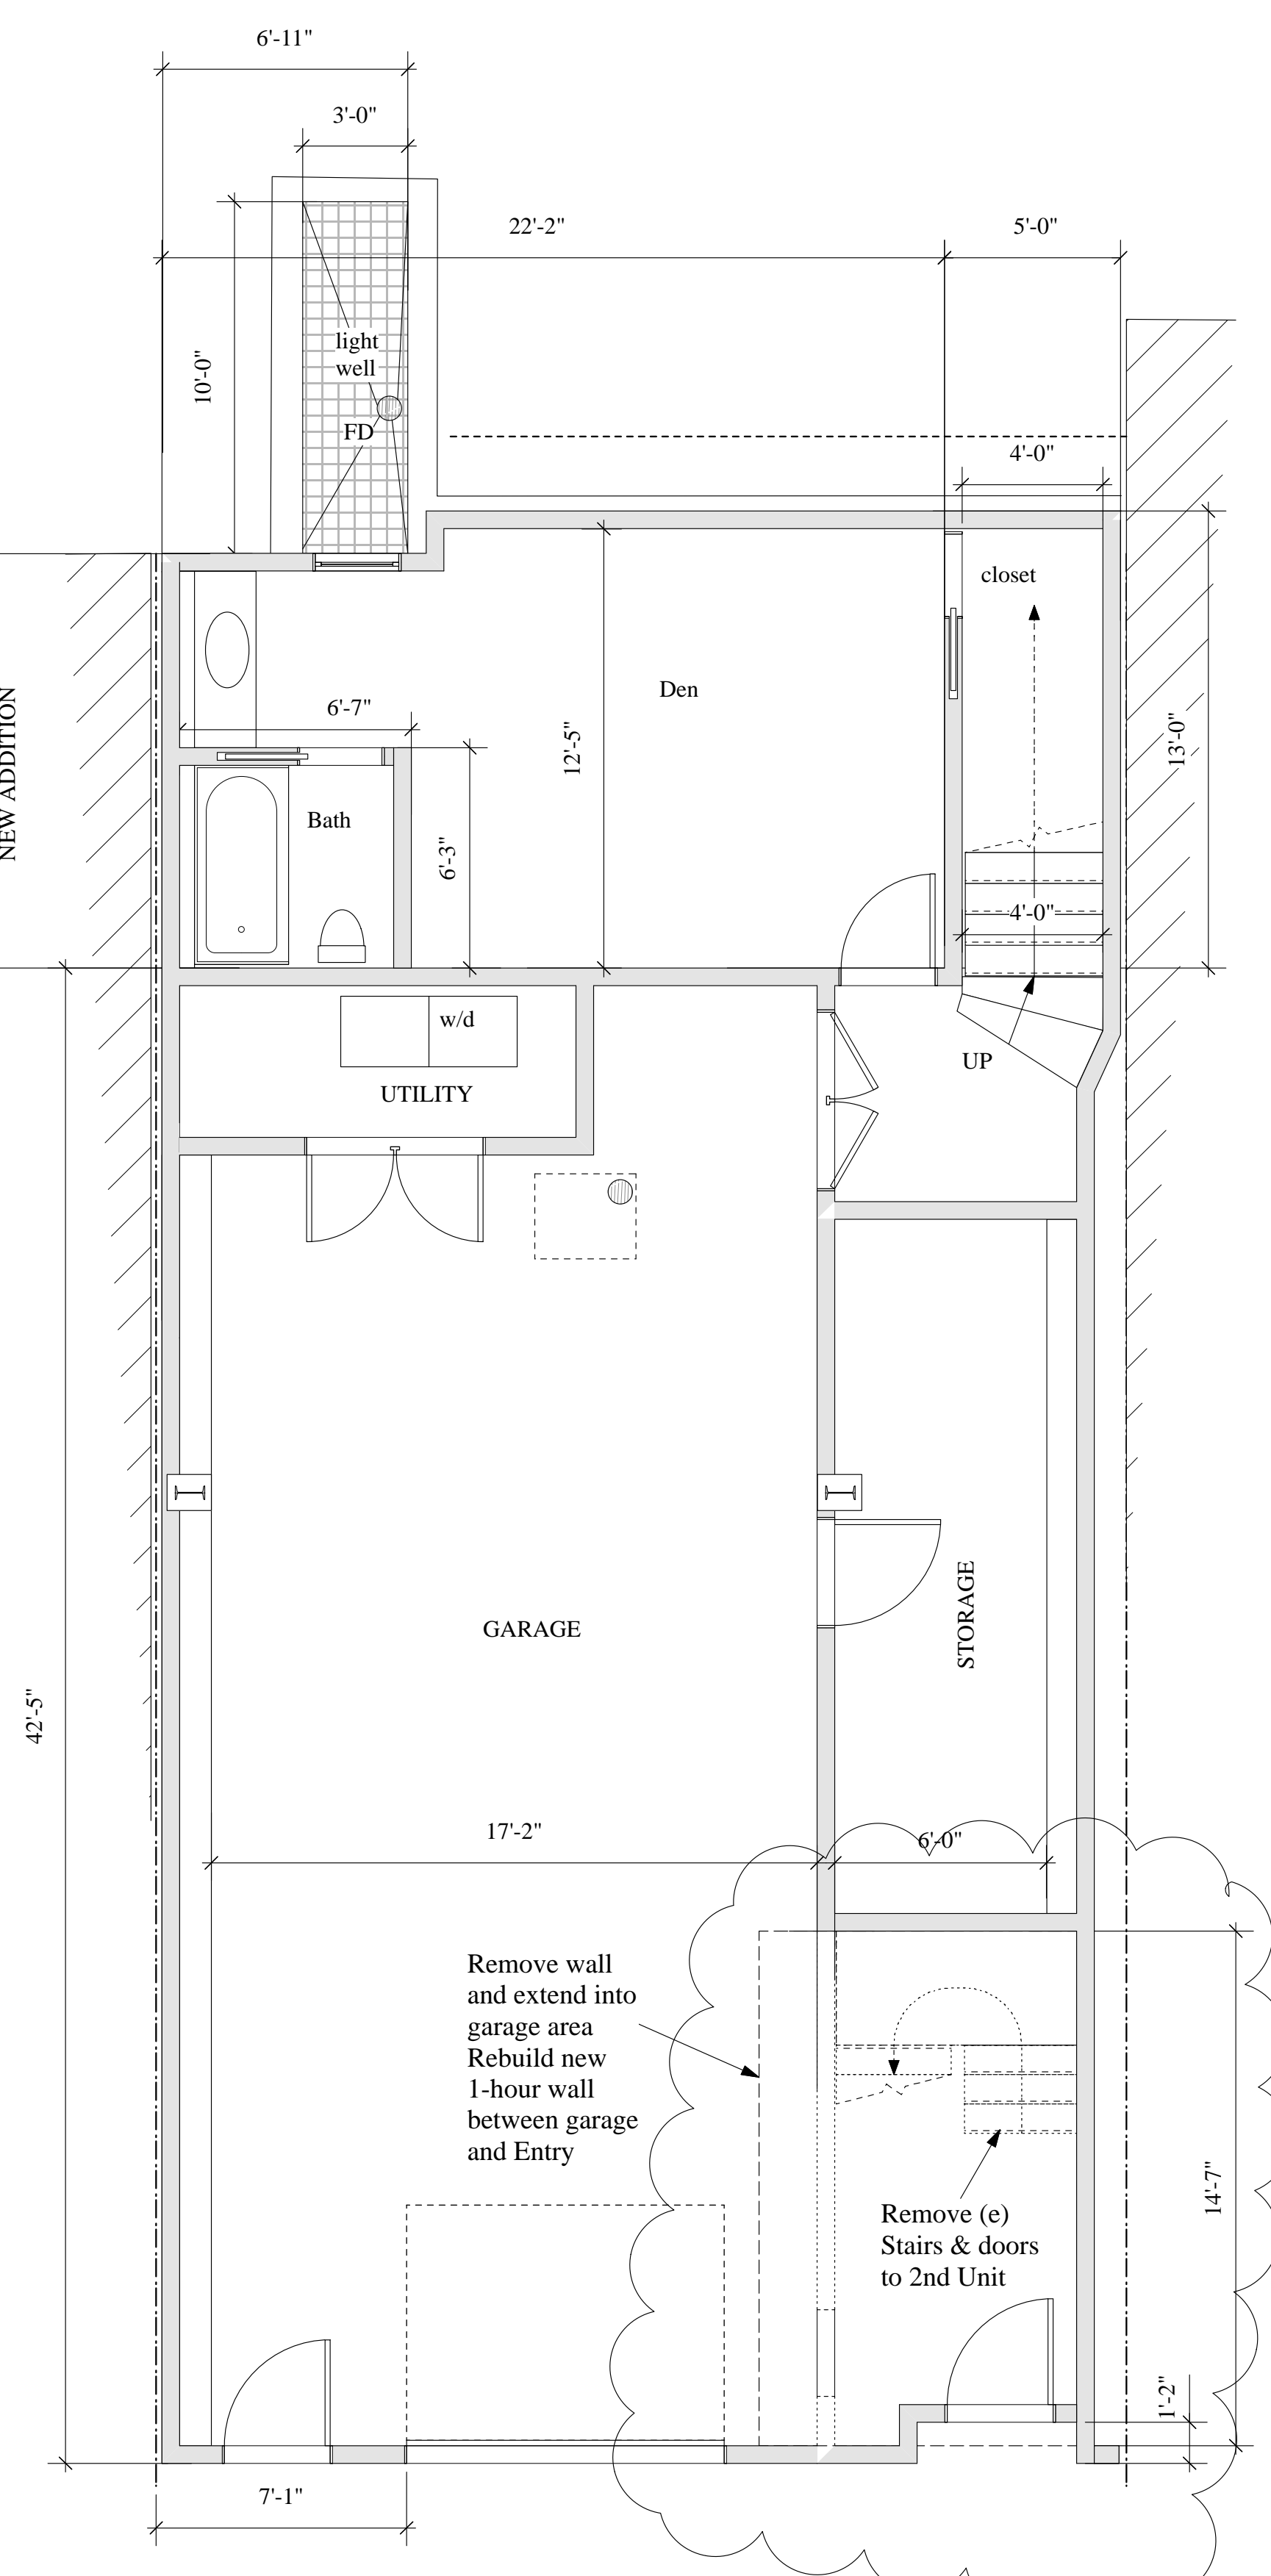 6'-11"
3'-0"
22'-2"
5'-0"
light
well
10'-0"
FD
4'-0"
closet
NEW ADDITION
Den
6'-7"
12'-5"
13'-0"
Bath
6'-3"
4'-0"
w/d
UP
UTILITY
GARAGE
STORAGE
42'-5"
17'-2"
6'-0"
Remove wall
and extend into
garage area
Rebuild new
1-hour wall
between garage
and Entry
14'-7"
Remove (e)
Stairs & doors
to 2nd Unit
1'-2"
7'-1"